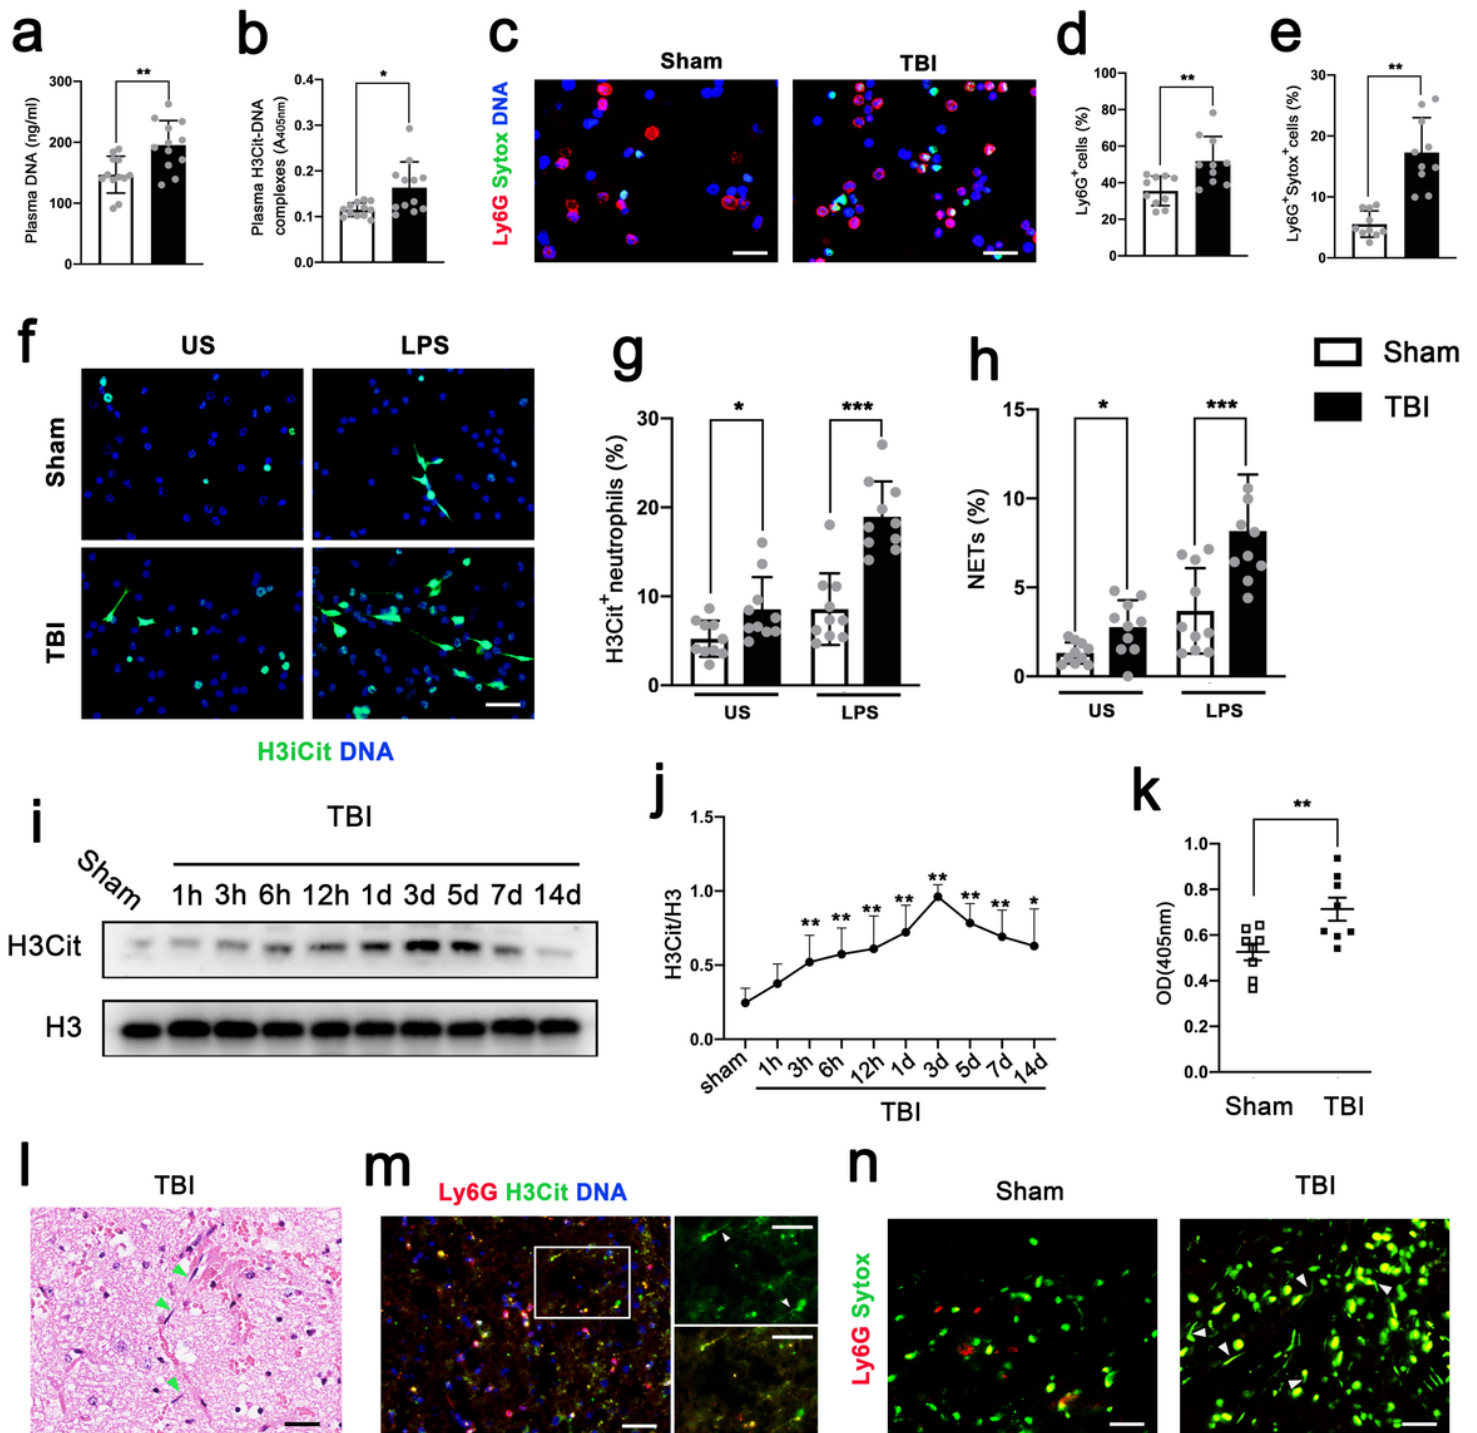 a
Plasma DNA (ng/ml)
300
200
100
0
**
b
Plasma H3Cit-DNA
complexes (A405nm)
0.4
0.3
0.2
0.1
0.0
*
c
Sham
TBI
Ly6G Sytox DNA
d
Ly6G+cells (%)
100
80
60
40
20
0
**
e
Ly6G+Sytox+cells (%)
30
20
10
0
**
f
US
LPS
Sham
TBI
H3iCit DNA
g
H3Cit+neutrophils (%)
30
20
10
0
*
***
US
LPS
h
NETs (%)
15
10
5
0
*
***
US
LPS
Sham
TBI
i
TBI
Sham 1h 3h 6h 12h 1d 3d 5d 7d 14d
H3Cit
H3
j
H3Cit/H3
1.5
1.0
0.5
0.0
** ** ** ** ** ** ** *
sham 1h 3h 6h 12h 1d 3d 5d 7d 14d
TBI
k
OD(405nm)
1.0
0.8
0.6
0.4
0.2
0.0
**
Sham TBI
l
TBI
m
Ly6G H3Cit DNA
n
Sham
TBI
Ly6G Sytox